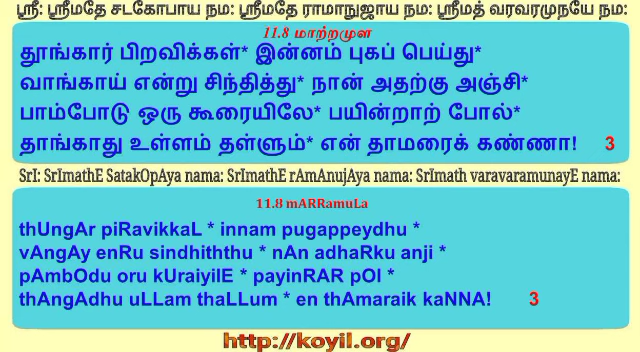 ஸ்ரீ: ஸ்ரீமதே சடகோபாய நம: ஸ்ரீமதே ராமாநுஜாய நம: ஸ்ரீமத் வரவரமுநயே நம:
11.8 மாற்றமுள
தூங்கார் பிறவிக்கள்* இன்னம் புகப் பெய்து*
வாங்காய் என்று சிந்தித்து* நான் அதற்கு அஞ்சி*
பாம்போடு ஒரு கூரையிலே* பயின்றாற் போல்*
தாங்காது உள்ளம் தள்ளும்* என் தாமரைக் கண்ணா! 3
SrI: SrImathE SatakOpAya nama: SrImathE rAmAnujAya nama: SrImath varavaramunayE nama:
11.8 mARRamuLa
thUngAr piRavikkaL * innam pugappeydhu *
vAngAy enRu sindhiththu * nAn adhaRku anji *
pAmbOdu oru kUraiyilE * payinRAR pOl *
thAngAdhu uLLam thaLLum * en thAmaraik kaNNA! 3
http://koyil.org/